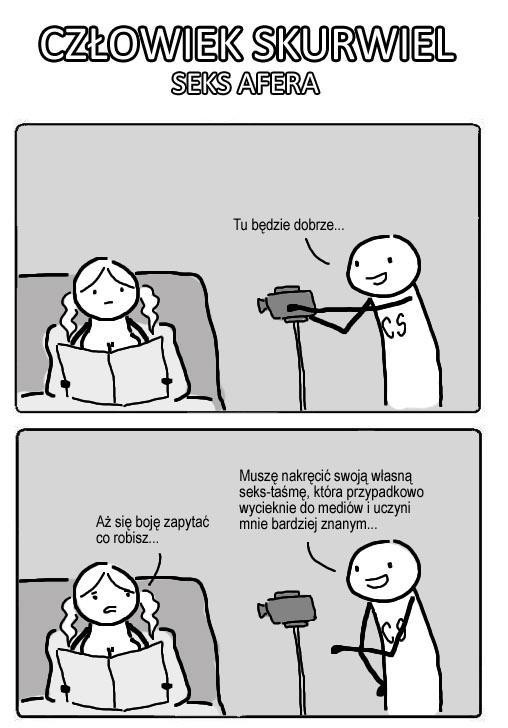 CZŁOWIEK SKURWIEL
SEKS AFERA
Tu będzie dobrze...
CS
Muszę nakręcić swoją własną
seks-taśmę, która przypadkowo
wycieknie do mediów i uczyni
mnie bardziej znanym...
Aż się boję zapytać
co robisz...
CS